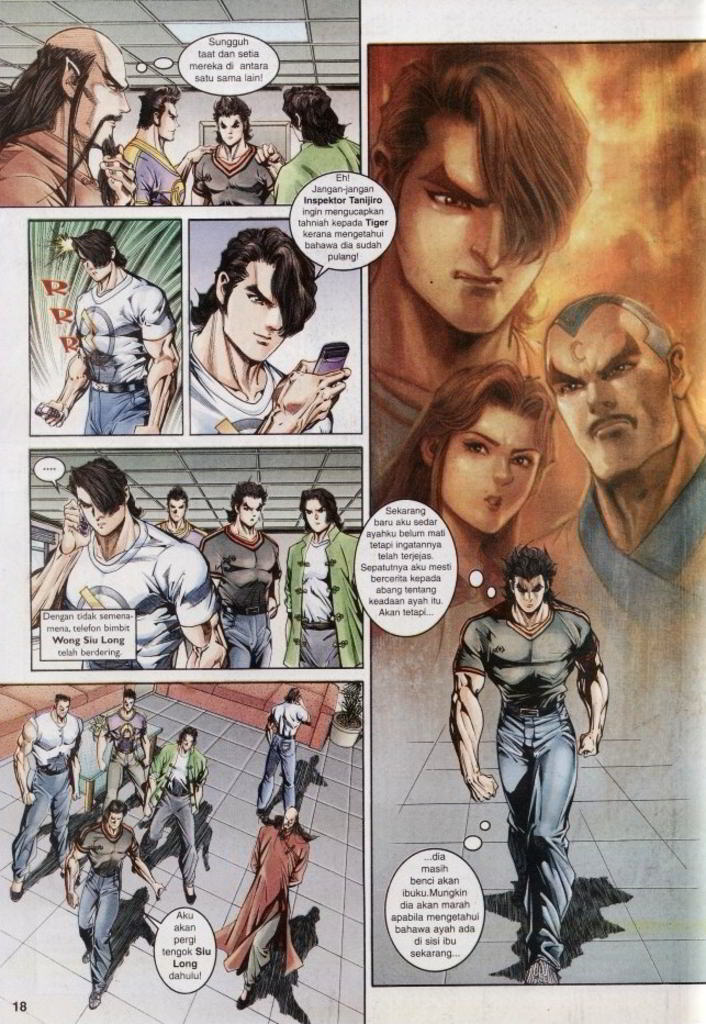 Sungguh
taat dan setia
mereka di antara
satu sama lain!
Eh!
Jangan-jangan
Inspektor Tanijiro
ingin mengucapkan
tahniah kepada Tiger
kerana mengetahui
bahawa dia sudah
pulang!
R
R
R
....
Dengan tidak semena-
mena, telefon bimbit
Wong Siu Long
telah berdering.
Aku
akan
pergi
tengok Siu
Long
dahulu!
Sekarang
baru aku sedar
ayahku belum mati
tetapi ingatannya
telah terjejas.
Sepatutnya aku mesti
bercerita kepada
abang tentang
keadaan ayah itu.
Akan tetapi...
...dia
masih
benci akan
ibuku.Mungkin
dia akan marah
apabila mengetahui
bahawa ayah ada
di sisi ibu
sekarang...
18